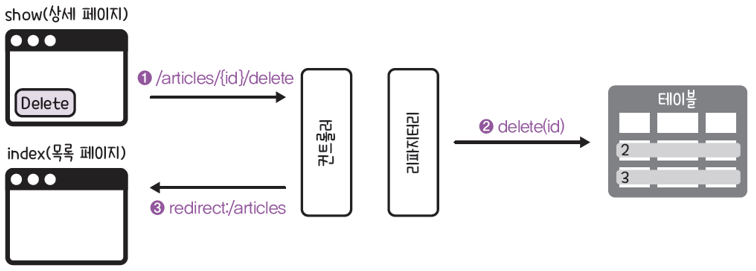 show(상세 페이지)
Delete
❶ /articles/{id}/delete
컨트롤러
리파지터리
❷ delete(id)
테이블
2
3
index(목록 페이지)
❸ redirect:/articles